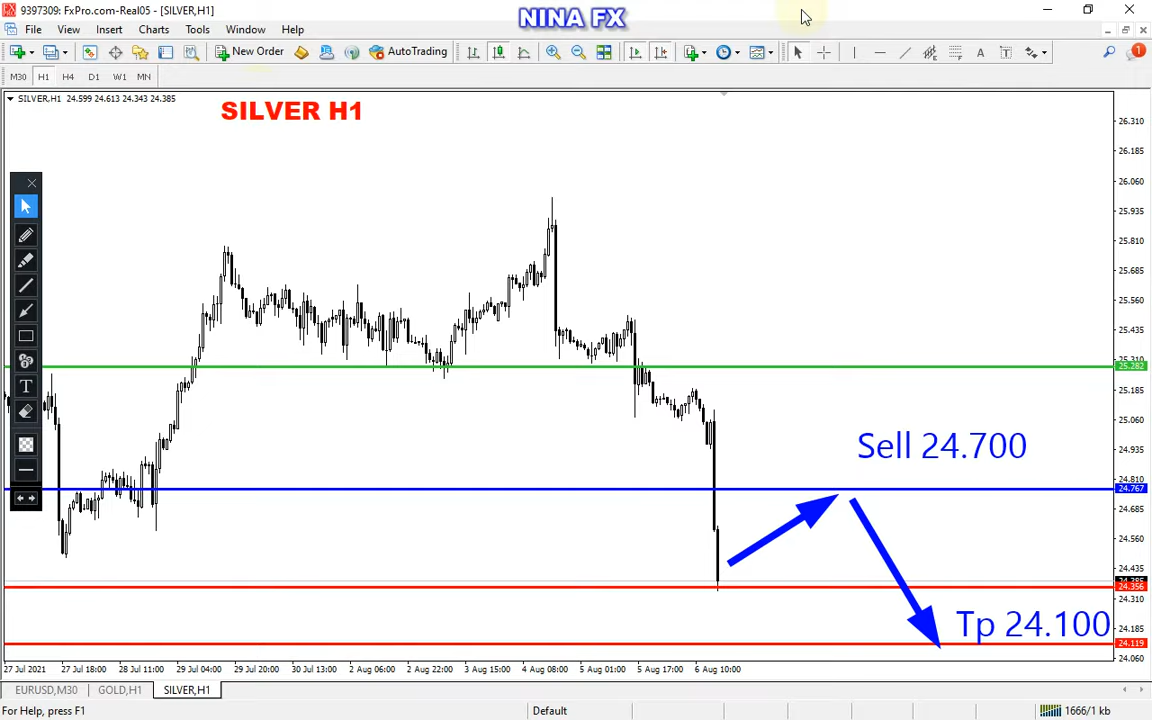 9397309: FxPro.com-Real05 - [SILVER,H1]
NINA FX
File View Insert Charts Tools Window Help
New Order AutoTrading
A T 1
M30 H1 H4 D1 W1 MN
SILVER,H1 24.599 24.613 24.343 24.385
SILVER H1
26.310
26.185
26.060
25.935
25.810
25.685
25.560
25.435
25.310
25.282
25.185
25.060
24.935
Sell 24.700
24.810
24.767
24.685
24.560
24.435
24.385
24.356
24.310
Tp 24.100
24.185
24.119
24.060
T
27 Jul 2021 27 Jul 18:00 28 Jul 11:00 29 Jul 04:00 29 Jul 20:00 30 Jul 13:00 2 Aug 06:00 2 Aug 22:00 3 Aug 15:00 4 Aug 08:00 5 Aug 01:00 5 Aug 17:00 6 Aug 10:00
EURUSD,M30 GOLD,H1 SILVER,H1
For Help, press F1 Default 1666/1 kb